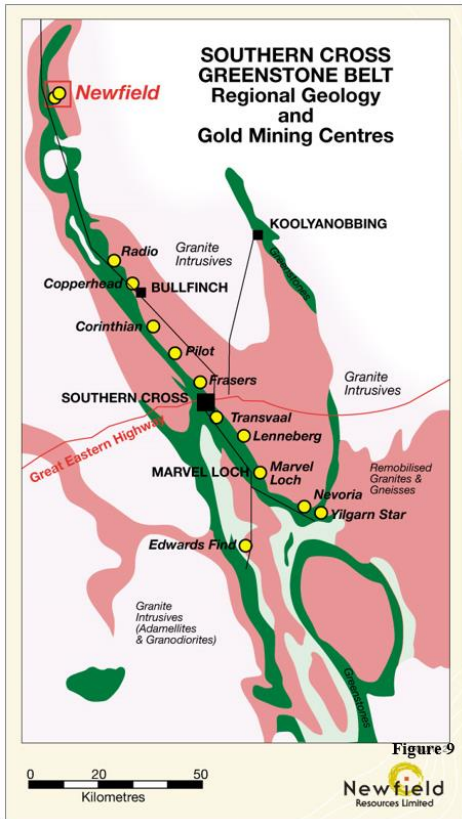 SOUTHERN CROSS
GREENSTONE BELT
Regional Geology
and
Gold Mining Centres
Newfield
KOOLYANOBBING
Radio
Granite
Intrusives
Greenstones
Copperhead
BULLFINCH
Corinthian
Pilot
Frasers
Granite
Intrusives
SOUTHERN CROSS
Transvaal
Great Eastern Highway
Lenneberg
MARVEL LOCH
Marvel
Loch
Remobilised
Granites &
Gneisses
Nevoria
Yilgarn Star
Edwards Find
Granite
Intrusives
(Adamellites
& Granodiorites)
Greenstones
Figure 9
0 20 50
Kilometres
Newfield
Resources Limited